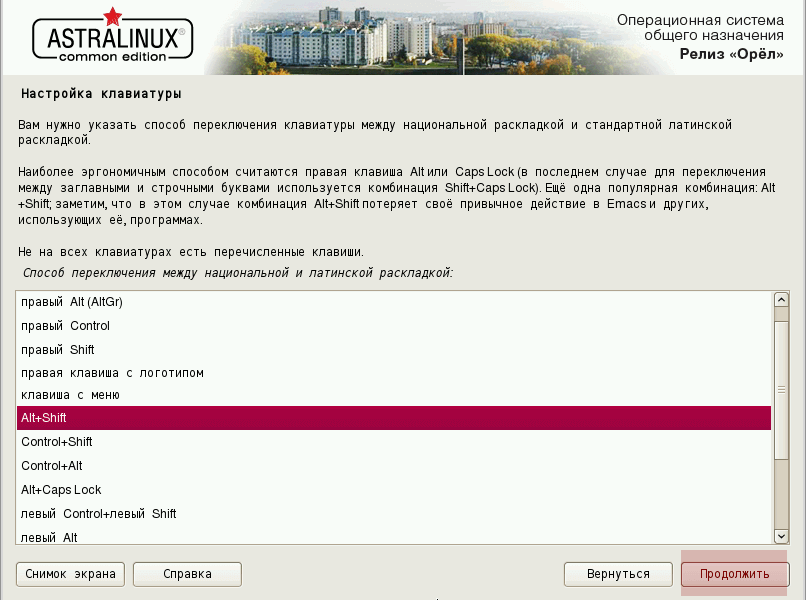 ASTRALINUX®
common edition
Операционная система
общего назначения
Релиз «Орёл»
Настройка клавиатуры
Вам нужно указать способ переключения клавиатуры между национальной раскладкой и стандартной латинской
раскладкой.
Наиболее эргономичным способом считаются правая клавиша Alt или Caps Lock (в последнем случае для переключения
между заглавными и строчными буквами используется комбинация Shift+Caps Lock). Ещё одна популярная комбинация: Alt
+Shift; заметим, что в этом случае комбинация Alt+Shift потеряет своё привычное действие в Emacs и других,
использующих её, программах.
Не на всех клавиатурах есть перечисленные клавиши.
Способ переключения между национальной и латинской раскладкой:
правый Alt (AltGr)
правый Control
правый Shift
правая клавиша с логотипом
клавиша с меню
Alt+Shift
Control+Shift
Control+Alt
Alt+Caps Lock
левый Control+левый Shift
левый Alt
Снимок экрана
Справка
Вернуться
Продолжить